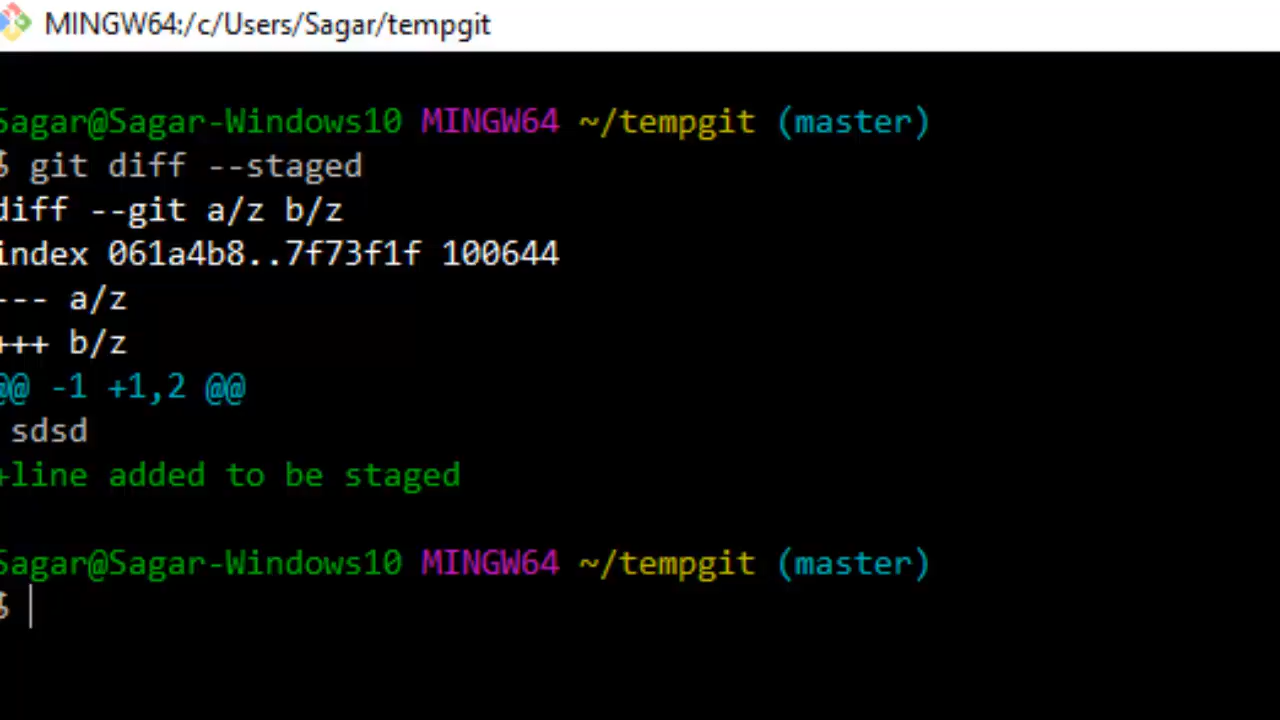 MINGW64:/c/Users/Sagar/tempgit
Sagar@Sagar-Windows10 MINGW64 ~/tempgit (master)
$ git diff --staged
diff --git a/z b/z
index 061a4b8..7f73f1f 100644
--- a/z
+++ b/z
@@ -1 +1,2 @@
 sdsd
+line added to be staged
Sagar@Sagar-Windows10 MINGW64 ~/tempgit (master)
$